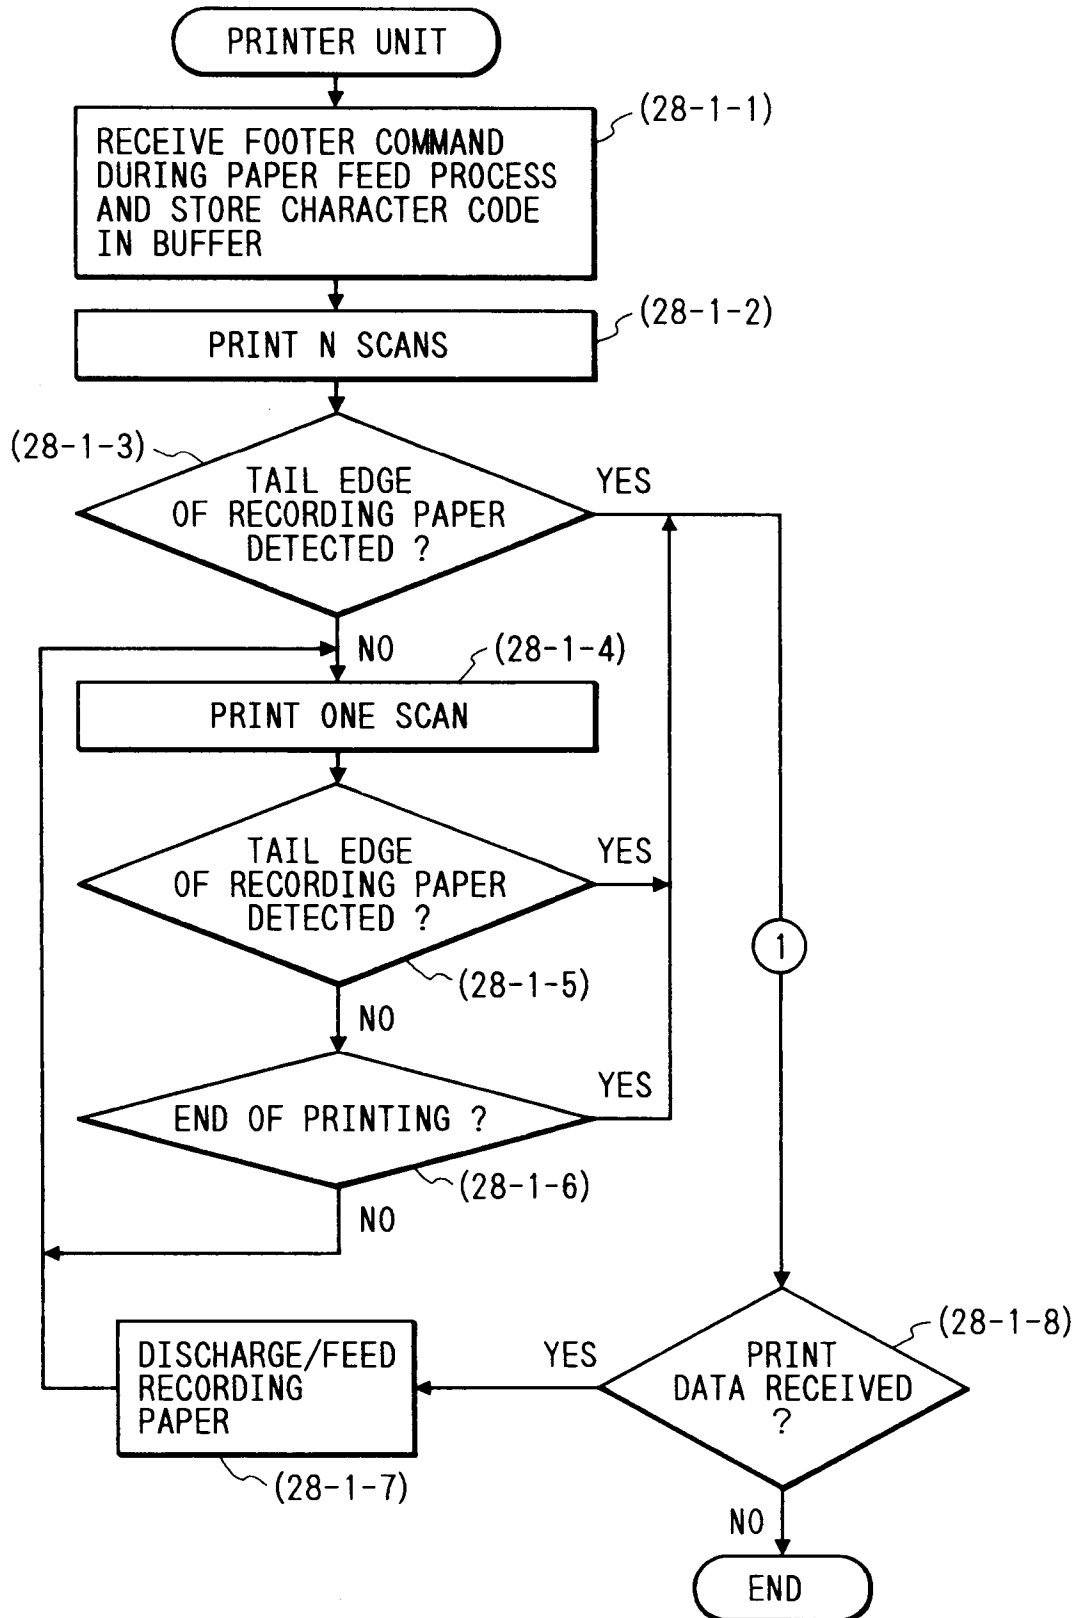 PRINTER UNIT
(28-1-1)
RECEIVE FOOTER COMMAND
DURING PAPER FEED PROCESS
AND STORE CHARACTER CODE
IN BUFFER
(28-1-2)
PRINT N SCANS
(28-1-3)
TAIL EDGE
OF RECORDING PAPER
DETECTED ?
YES
NO
(28-1-4)
PRINT ONE SCAN
TAIL EDGE
OF RECORDING PAPER
DETECTED ?
YES
(28-1-5)
NO
1
END OF PRINTING ?
YES
(28-1-6)
NO
(28-1-8)
PRINT
DATA RECEIVED
?
YES
DISCHARGE/FEED
RECORDING
PAPER
(28-1-7)
NO
END